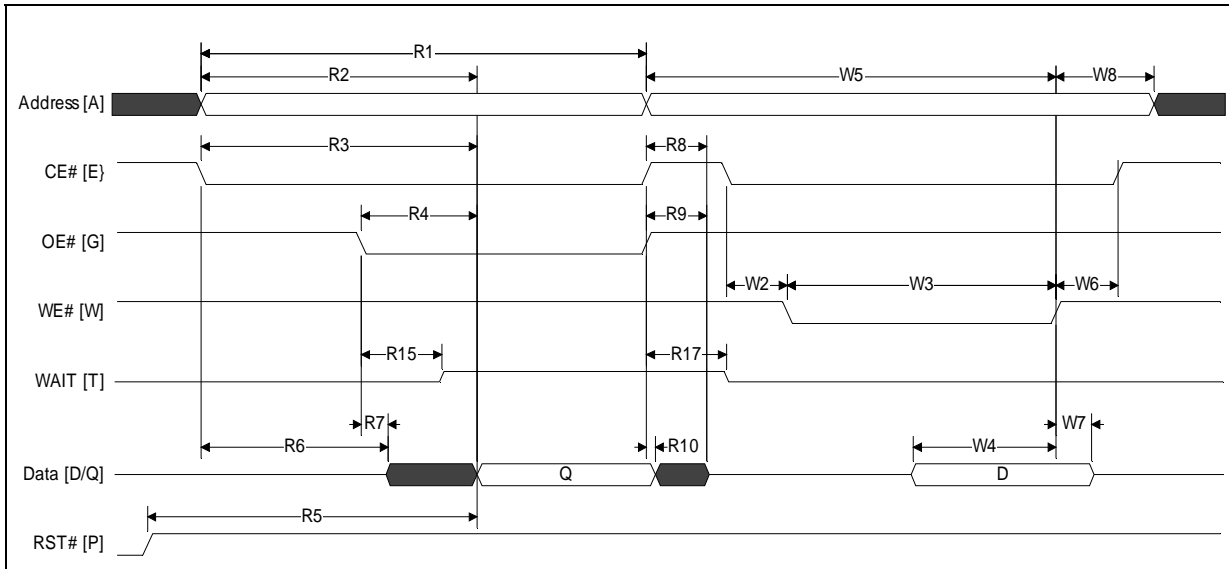 R1
R2 W5 W8
Address [A]
R3 R8
CE# [E}
R4 R9
OE# [G]
W2 W3 W6
WE# [W]
R15 R17
WAIT [T]
R7 W7
R6 R10 W4
Data [D/Q] Q D
R5
RST# [P]